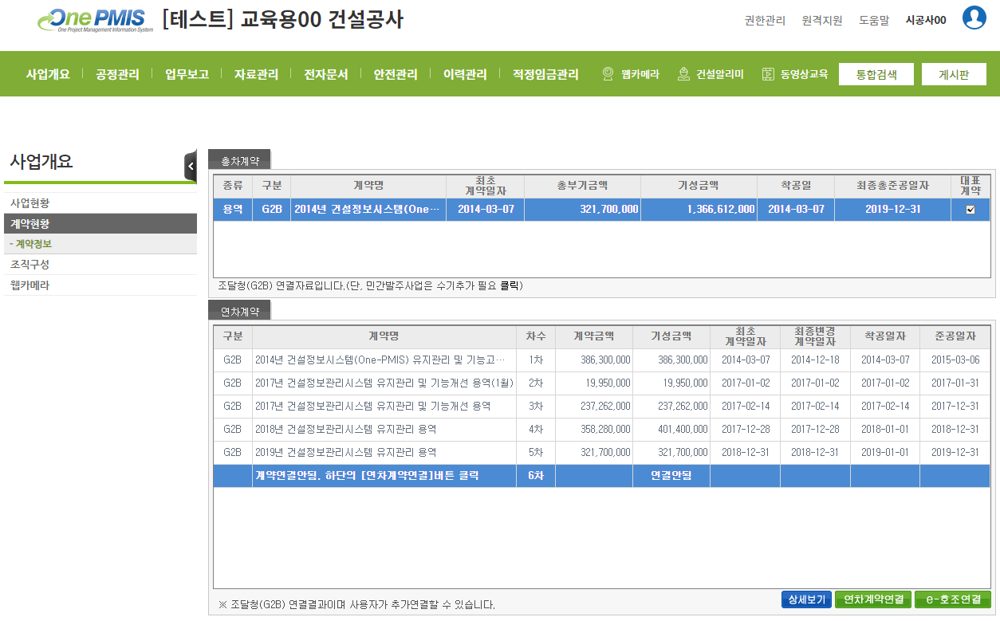 One PMIS
One Project Management Information System
[테스트] 교육용00 건설공사
권한관리 원격지원 도움말 시공사00
사업개요 공정관리 업무보고 자료관리 전자문서 안전관리 이력관리 적정임금관리 웹카메라 건설알리미 동영상교육 통합검색 게시판
사업개요
사업현황
계약현황
- 계약정보
조직구성
웹카메라
총차계약
종류 구분 계약명 최초 계약일자 총부기금액 기성금액 착공일 최종총준공일자 대표 계약
용역 G2B 2014년 건설정보시스템(One… 2014-03-07 321,700,000 1,366,612,000 2014-03-07 2019-12-31
조달청(G2B) 연결자료입니다.(단, 민간발주사업은 수기추가 필요 클릭)
연차계약
구분 계약명 차수 계약금액 기성금액 최초 계약일자 최종변경 계약일자 착공일자 준공일자
G2B 2014년 건설정보시스템(One-PMIS) 유지관리 및 기능고… 1차 386,300,000 386,300,000 2014-03-07 2014-12-18 2014-03-07 2015-03-06
G2B 2017년 건설정보관리시스템 유지관리 및 기능개선 용역(1월) 2차 19,950,000 19,950,000 2017-01-02 2017-01-02 2017-01-02 2017-01-31
G2B 2017년 건설정보관리시스템 유지관리 및 기능개선 용역 3차 237,262,000 237,262,000 2017-02-14 2017-02-14 2017-02-14 2017-12-31
G2B 2018년 건설정보관리시스템 유지관리 용역 4차 358,280,000 401,400,000 2017-12-28 2017-12-28 2018-01-01 2018-12-31
G2B 2019년 건설정보관리시스템 유지관리 용역 5차 321,700,000 321,700,000 2018-12-31 2018-12-31 2019-01-01 2019-12-31
계약연결안됨. 하단의 [연차계약연결]버튼 클릭 6차 연결안됨
※ 조달청(G2B) 연결결과이며 사용자가 추가연결할 수 있습니다.
상세보기 연차계약연결 e-호조연결